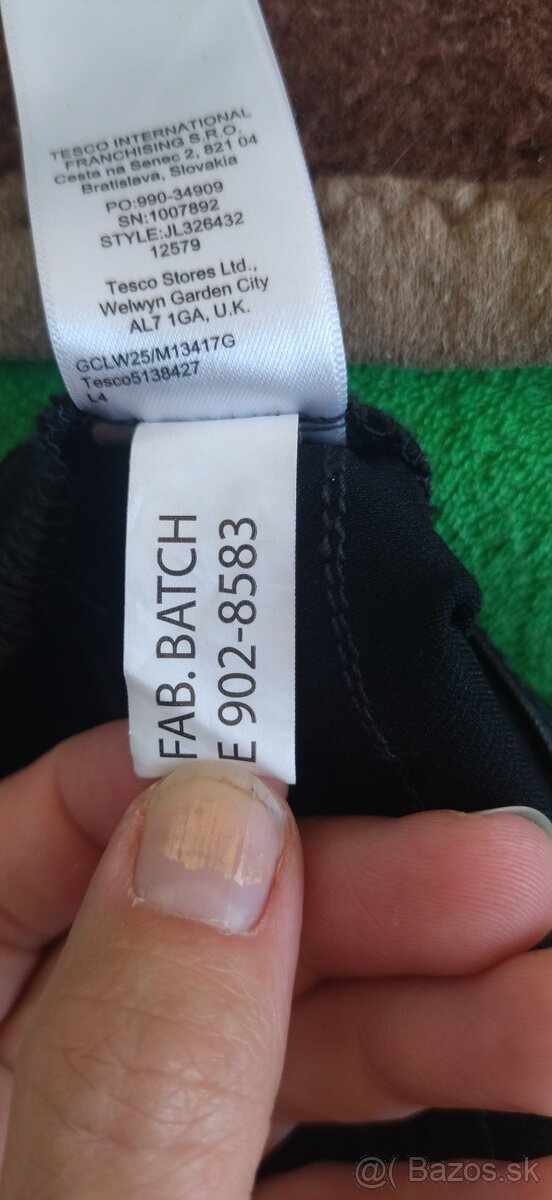 TESCO INTERNATIONAL
FRANCHISING S.R.O.
Cesta na Senec 2, 821 04
Bratislava, Slovakia
PO:990-34909
SN:1007892
STYLE:JL326432
12579
Tesco Stores Ltd.,
Welwyn Garden City
AL7 1GA, U.K.
GCLW25/M13417G
Tesco5138427
L4
FAB. BATCH
E 902-8583
@( Bazos.sk